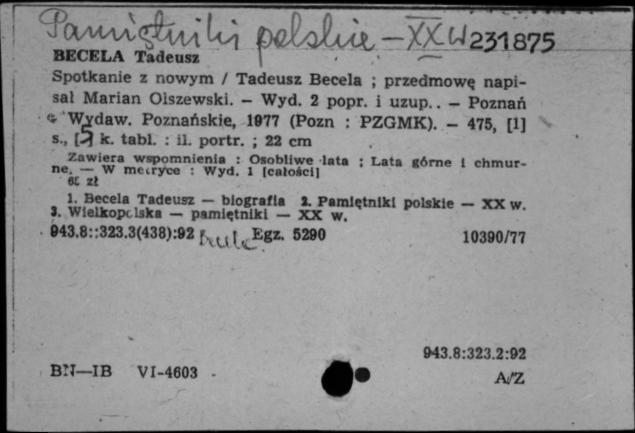 Pamiętniki polskie – XX w 231875
BECELA Tadeusz
Spotkanie z nowym / Tadeusz Becela ; przedmowę napi-
sał Marian Olszewski. – Wyd. 2 popr. i uzup.. – Poznań
: Wydaw. Poznańskie, 1977 (Pozn : PZGMK). – 475, [1]
s., [5] k. tabl. : il. portr. ; 22 cm
Zawiera wspomnienia : Osobliwe lata ; Lata górne i chmur-
ne. — W metryce : Wyd. 1 [całości]
65 zł
1. Becela Tadeusz — biografia 2. Pamiętniki polskie — XX w.
3. Wielkopolska — pamiętniki — XX w.
943.8::323.3(438):92 Egz. 5290 10390/77
943.8:323.2:92
BN—IB VI-4603 A/Z